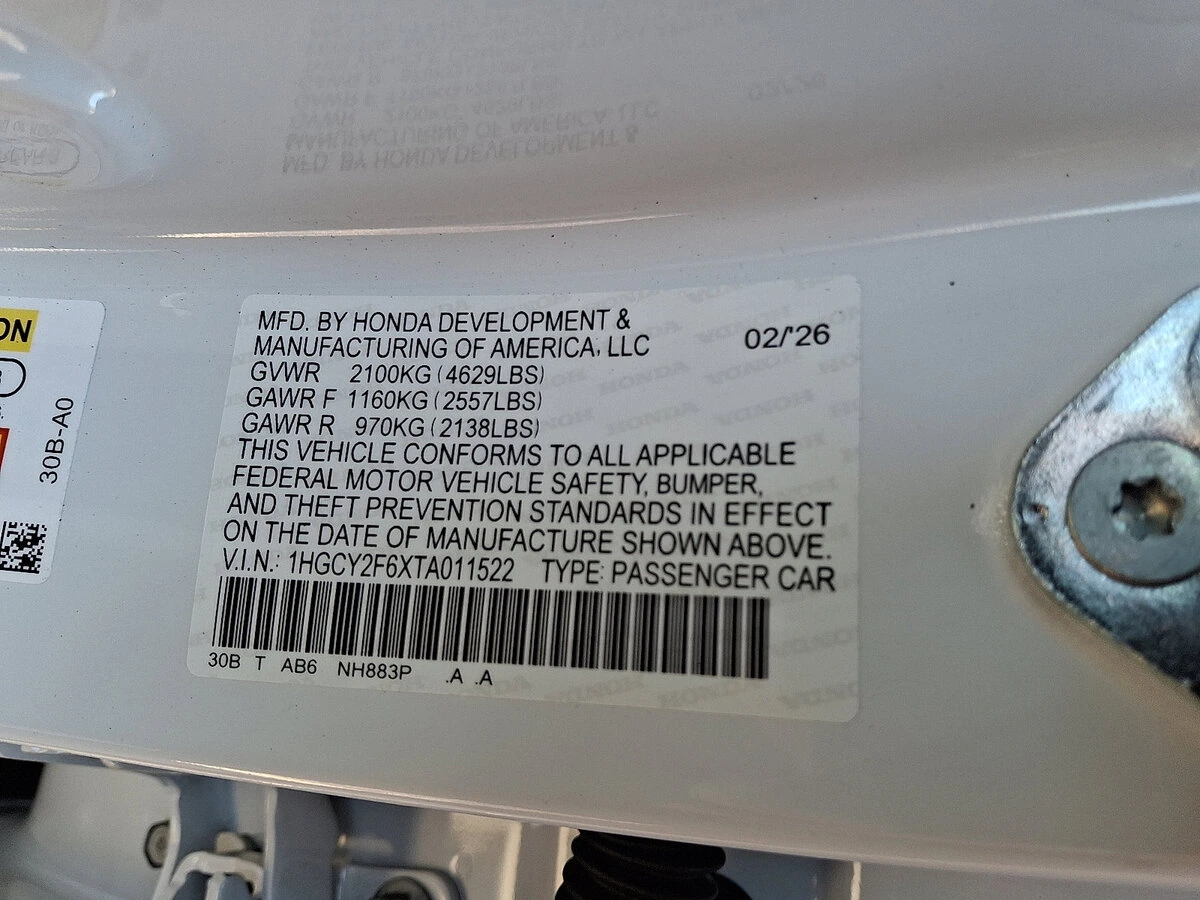 MFD. BY HONDA DEVELOPMENT &
MANUFACTURING OF AMERICA, LLC 02/'26
GVWR 2100KG (4629LBS)
GAWR F 1160KG (2557LBS)
GAWR R 970KG (2138LBS)
THIS VEHICLE CONFORMS TO ALL APPLICABLE
FEDERAL MOTOR VEHICLE SAFETY, BUMPER,
AND THEFT PREVENTION STANDARDS IN EFFECT
ON THE DATE OF MANUFACTURE SHOWN ABOVE.
V.I.N.: 1HGCY2F6XTA011522 TYPE: PASSENGER CAR
30B T AB6 NH883P .A .A
30B-A0